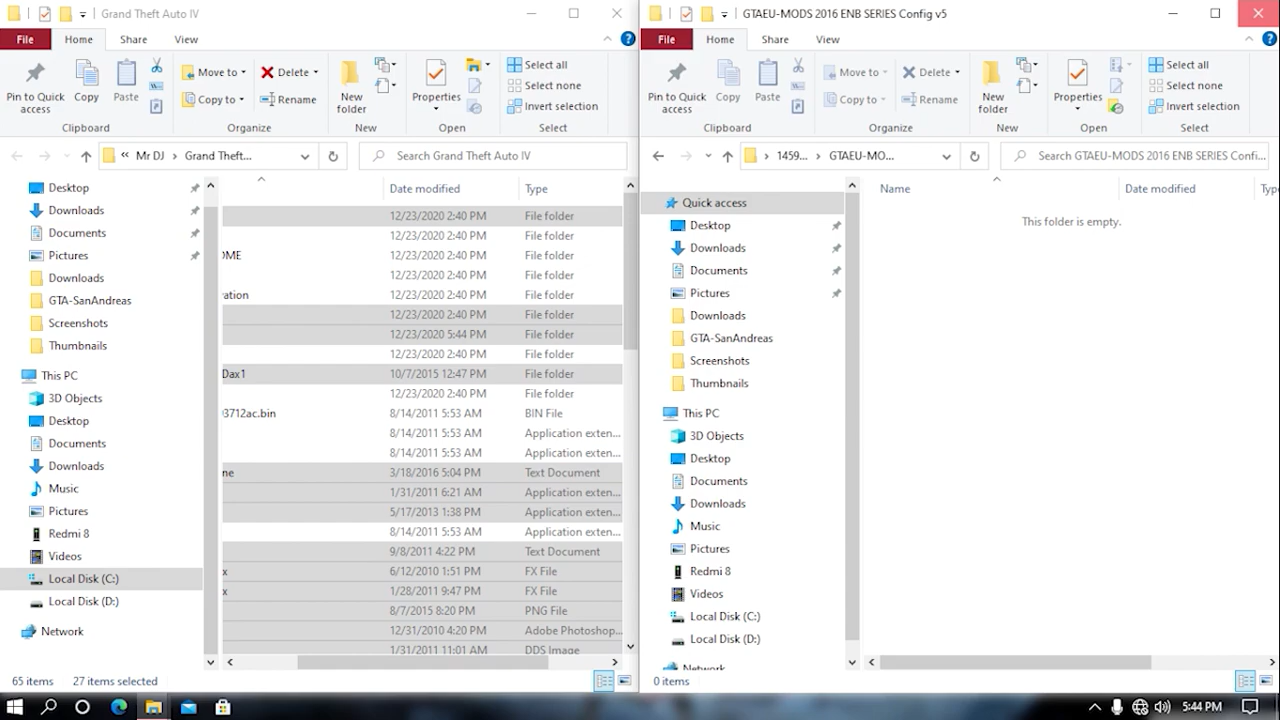 Grand Theft Auto IV
File Home Share View
Pin to Quick access
Copy
Paste
Clipboard
Move to
Copy to
Delete
Rename
Organize
New folder
New
Properties
Open
Select all
Select none
Invert selection
Select
« Mr DJ › Grand Theft...
Search Grand Theft Auto IV
Desktop
Downloads
Documents
Pictures
Downloads
GTA-SanAndreas
Screenshots
Thumbnails
This PC
3D Objects
Desktop
Documents
Downloads
Music
Pictures
Redmi 8
Videos
Local Disk (C:)
Local Disk (D:)
Network
Date modified Type
12/23/2020 2:40 PM File folder
12/23/2020 2:40 PM File folder
12/23/2020 2:40 PM File folder
12/23/2020 2:40 PM File folder
ration 12/23/2020 2:40 PM File folder
12/23/2020 2:40 PM File folder
12/23/2020 5:44 PM File folder
12/23/2020 2:40 PM File folder
Dax1 10/7/2015 12:47 PM File folder
12/23/2020 2:40 PM File folder
3712ac.bin 8/14/2011 5:53 AM BIN File
8/14/2011 5:53 AM Application exten...
8/14/2011 5:53 AM Application exten...
ne 3/18/2016 5:04 PM Text Document
1/31/2011 6:21 AM Application exten...
5/17/2013 1:38 PM Application exten...
8/14/2011 5:53 AM Application exten...
9/8/2011 4:22 PM Text Document
x 6/12/2010 1:51 PM FX File
x 1/28/2011 9:47 PM FX File
8/7/2015 8:20 PM PNG File
12/31/2010 4:20 PM Adobe Photoshop...
1/31/2011 11:01 AM DDS Image
65 items 27 items selected
GTAEU-MODS 2016 ENB SERIES Config v5
File Home Share View
Pin to Quick access
Copy
Paste
Clipboard
Move to
Copy to
Delete
Rename
Organize
New folder
New
Properties
Open
Select all
Select none
Invert selection
Select
› 1459... › GTAEU-MO...
Search GTAEU-MODS 2016 ENB SERIES Confi...
Quick access
Desktop
Downloads
Documents
Pictures
Downloads
GTA-SanAndreas
Screenshots
Thumbnails
This PC
3D Objects
Desktop
Documents
Downloads
Music
Pictures
Redmi 8
Videos
Local Disk (C:)
Local Disk (D:)
Network
Name Date modified Typ
This folder is empty.
0 items
5:44 PM